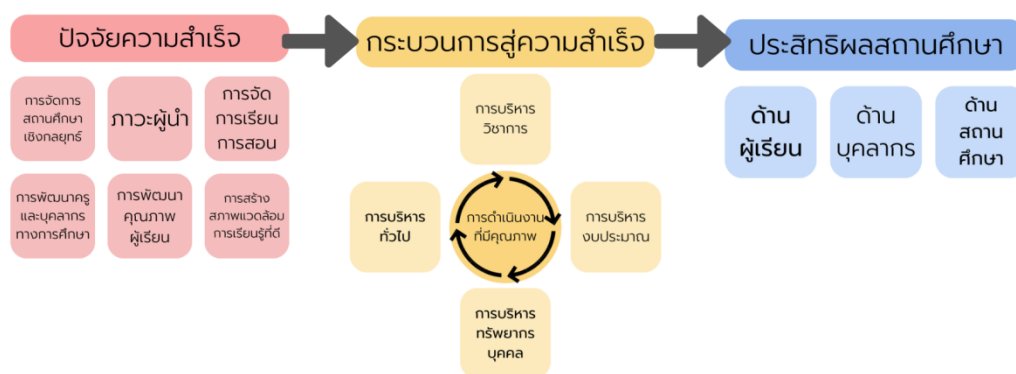 ปัจจัยความสำเร็จ
การจัดการ
สถานศึกษา
เชิงกลยุทธ์
ภาวะผู้นำ
การจัด
การเรียน
การสอน
การพัฒนาครู
และบุคลากร
ทางการศึกษา
การพัฒนา
คุณภาพ
ผู้เรียน
การสร้าง
สภาพแวดล้อม
การเรียนรู้ที่ดี
กระบวนการสู่ความสำเร็จ
การบริหาร
วิชาการ
การบริหาร
ทั่วไป
การดำเนินงาน
ที่มีคุณภาพ
การบริหาร
งบประมาณ
การบริหาร
ทรัพยากร
บุคคล
ประสิทธิผลสถานศึกษา
ด้าน
ผู้เรียน
ด้าน
บุคลากร
ด้าน
สถาน
ศึกษา